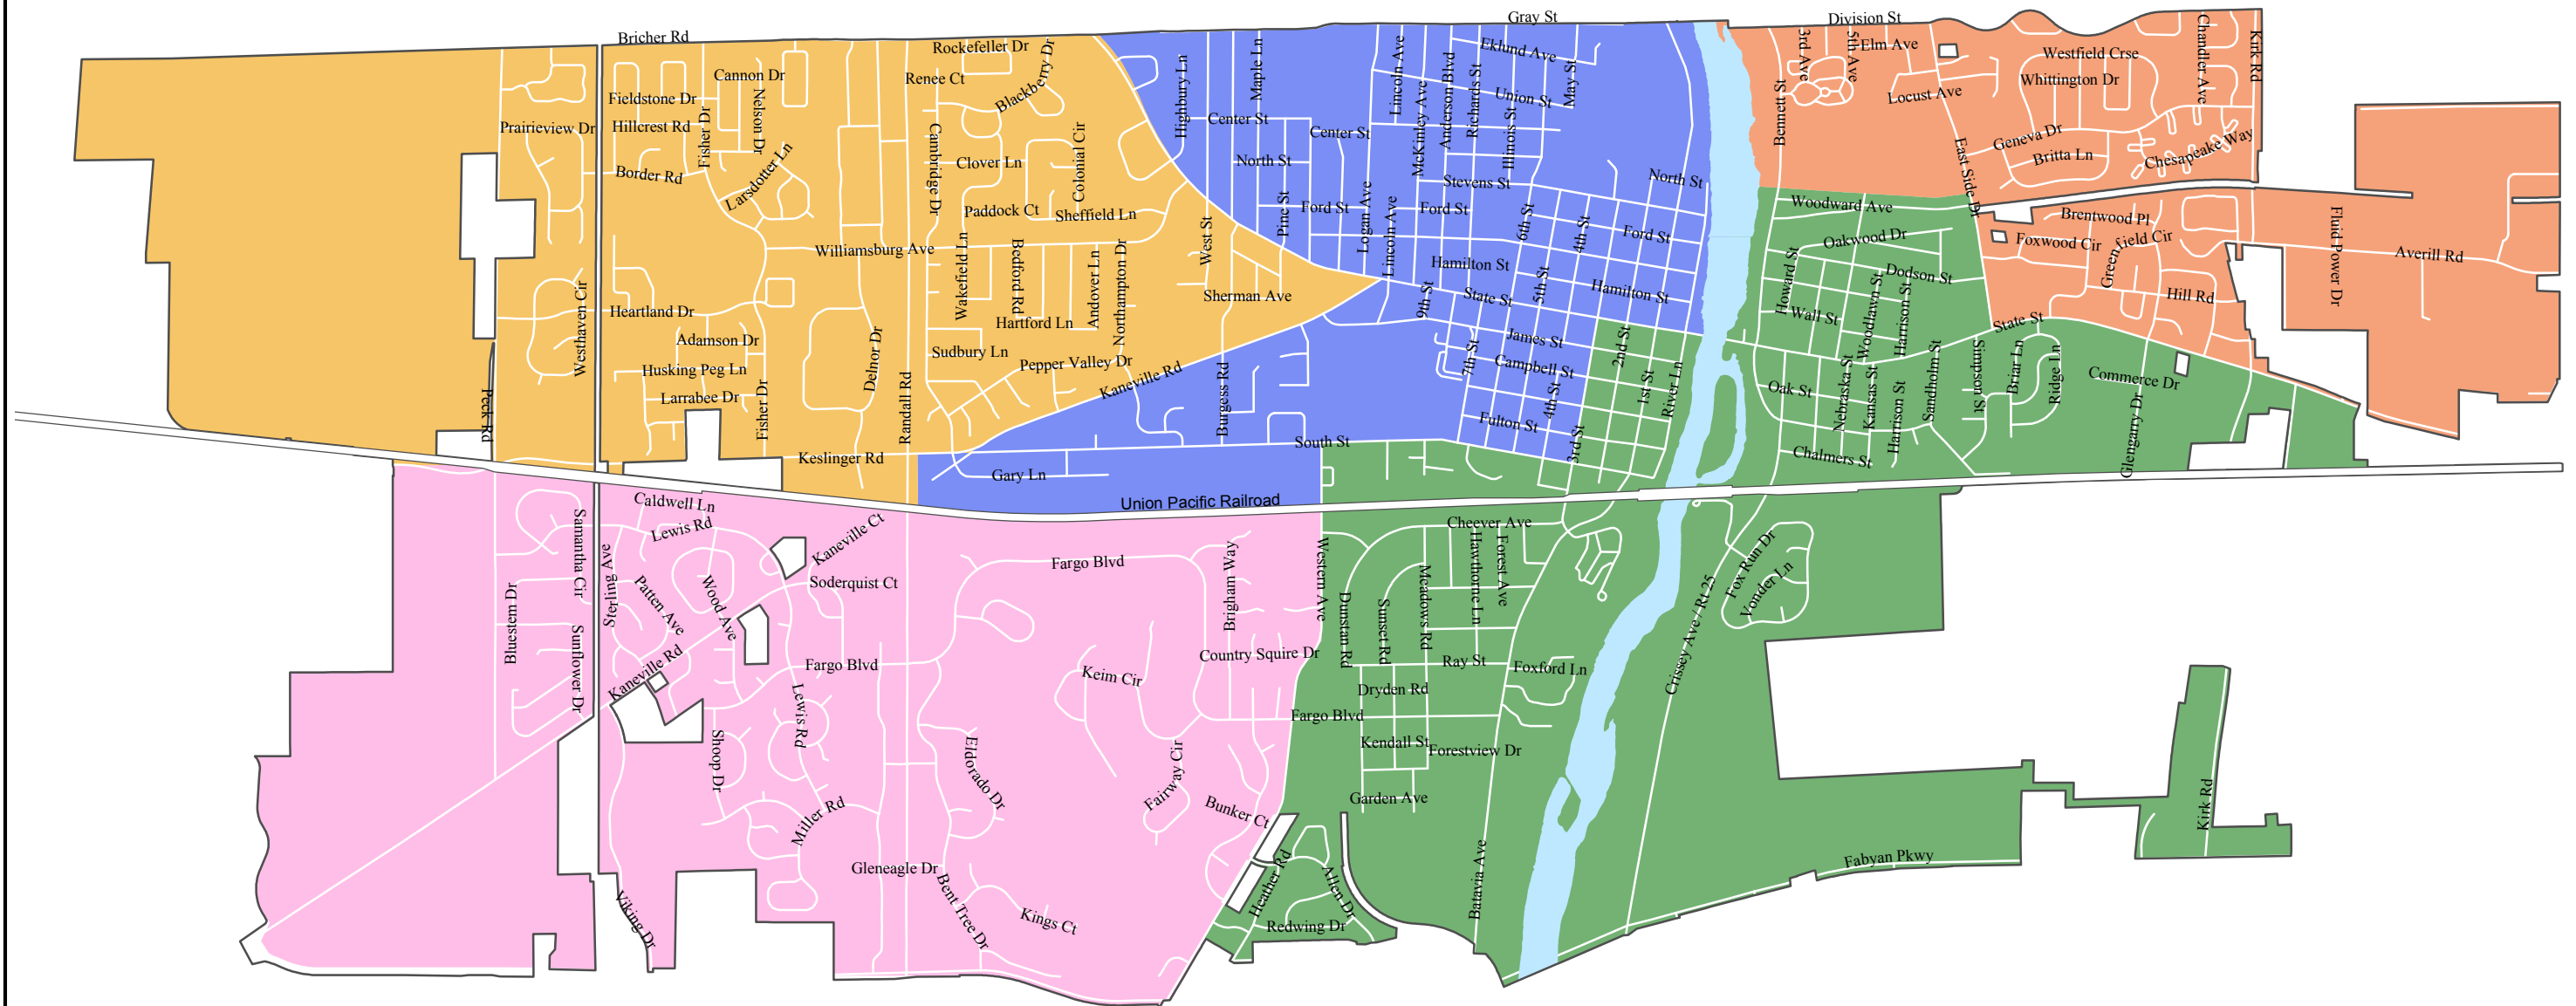 Gray St
Division St
Bricher Rd
Rockefeller Dr
Eklund Ave
3rd Ave
5th Ave
Elm Ave
Westfield Crse
Chandler Ave
Kirk Rd
Cannon Dr
Renee Ct
Blackberry Dr
Highbury Ln
Maple Ln
Lincoln Ave
Anderson Blvd
Richards St
May St
Whittington Dr
Fieldstone Dr
Nelson Dr
Union St
Locust Ave
Bennett St
Prairieview Dr
Hillcrest Rd
Fisher Dr
Center St
Center St
McKinley Ave
Illinois St
Geneva Dr
Cambridge Dr
Clover Ln
Colonial Cir
North St
Britta Ln
Chesapeake Way
East Side Dr
Border Rd
Larsdotter Ln
Stevens St
North St
Paddock Ct
Sheffield Ln
Pine St
Ford St
Logan Ave
Lincoln Ave
Ford St
6th St
4th St
Ford St
Woodward Ave
Brentwood Pl
Williamsburg Ave
West St
Oakwood Dr
Foxwood Cir
Greenfield Cir
Fluid Power Dr
Averill Rd
Wakefield Ln
Bedford Rd
Andover Ln
Northampton Dr
Hamilton St
5th St
Hamilton St
Howard St
Dodson St
Westhaven Cir
Heartland Dr
Hartford Ln
Sherman Ave
9th St
State St
Wall St
Woodlawn St
Harrison St
State St
Hill Rd
Adamson Dr
Delnor Dr
Sudbury Ln
James St
2nd St
Husking Peg Ln
Pepper Valley Dr
Kaneville Rd
Burgess Rd
7th St
Campbell St
1st St
River Ln
Oak St
Nebraska St
Kansas St
Harrison St
Sandholm St
Simpson St
Briar Ln
Ridge Ln
Commerce Dr
Peck Rd
Larrabee Dr
Fisher Dr
Randall Rd
4th St
Fulton St
3rd St
Glengarry Dr
Keslinger Rd
South St
Chalmers St
Gary Ln
Union Pacific Railroad
Caldwell Ln
Lewis Rd
Samantha Cir
Kaneville Ct
Cheever Ave
Sterling Ave
Patten Ave
Wood Ave
Soderquist Ct
Fargo Blvd
Brigham Way
Western Ave
Hawthorne Ln
Forest Ave
Fox Run Dr
Vonder Ln
Bluestem Dr
Sunflower Dr
Dunstan Rd
Sunset Rd
Meadows Rd
Crissey Ave / Rt 25
Kaneville Rd
Fargo Blvd
Country Squire Dr
Ray St
Foxford Ln
Keim Cir
Dryden Rd
Lewis Rd
Fargo Blvd
Shoop Dr
Eldorado Dr
Fairway Cir
Kendall St
Forestview Dr
Miller Rd
Bunker Ct
Garden Ave
Kirk Rd
Gleneagle Dr
Fabyan Pkwy
Viking Dr
Bent Tree Dr
Kings Ct
Heather Rd
Allen Dr
Batavia Ave
Redwing Dr